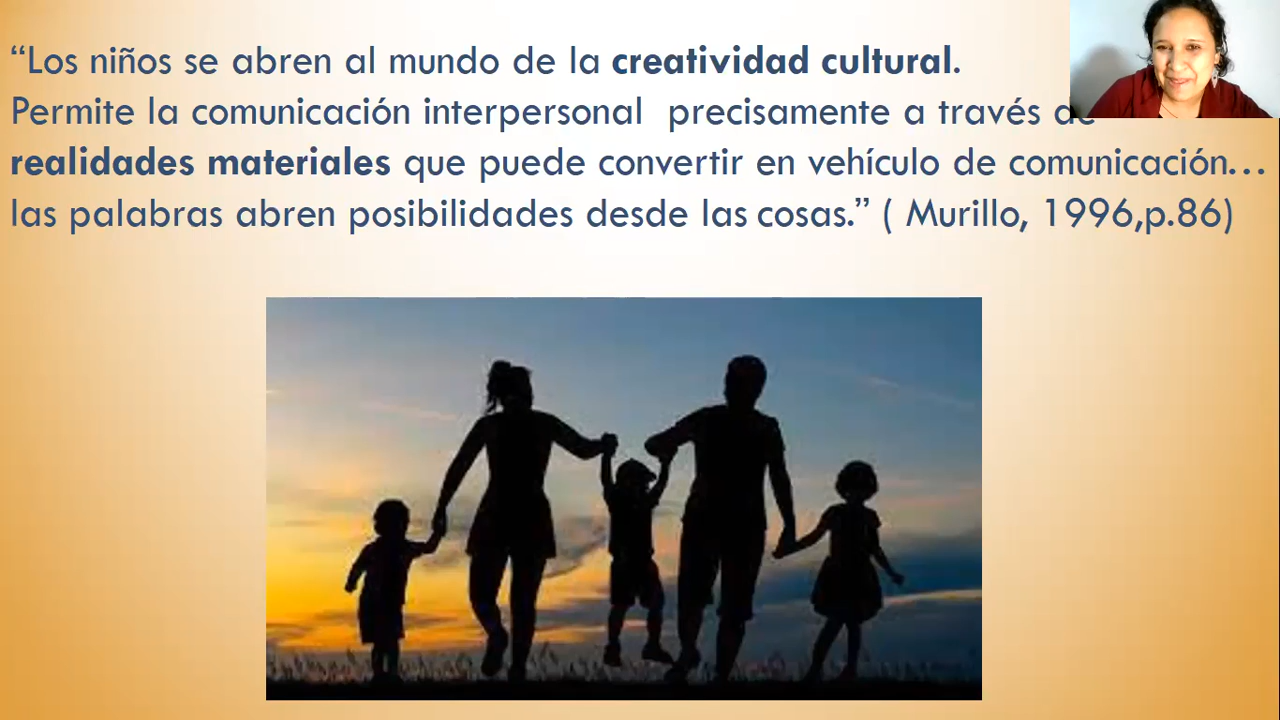 “Los niños se abren al mundo de la creatividad cultural.
Permite la comunicación interpersonal  precisamente a través de
realidades materiales que puede convertir en vehículo de comunicación…
las palabras abren posibilidades desde las cosas.” ( Murillo, 1996,p.86)